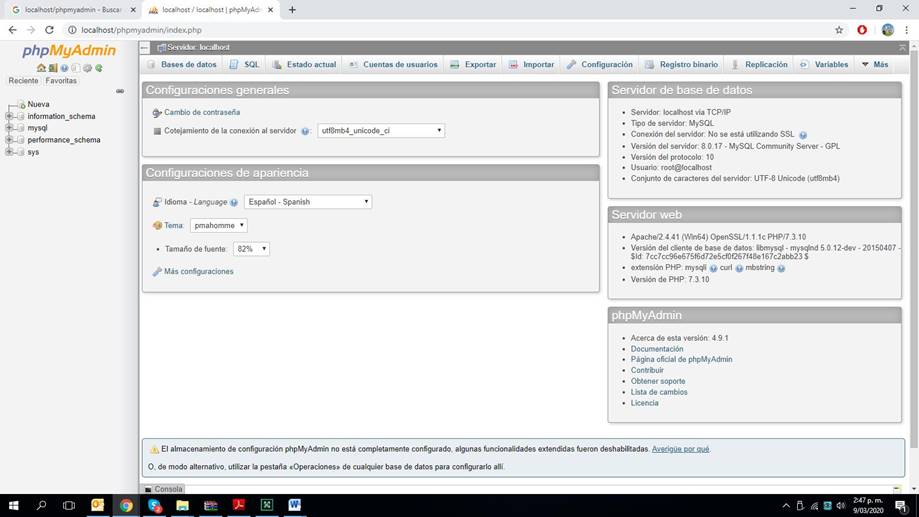 localhost/phpmyadmin - Buscar
localhost / localhost | phpMyAdm
localhost/phpmyadmin/index.php
phpMyAdmin
Reciente Favoritas
Nueva
information_schema
mysql
performance_schema
sys
Servidor: localhost
Bases de datos SQL Estado actual Cuentas de usuarios Exportar Importar Configuración Registro binario Replicación Variables Más
Configuraciones generales
Cambio de contraseña
Cotejamiento de la conexión al servidor : utf8mb4_unicode_ci
Configuraciones de apariencia
Idioma - Language Español - Spanish
Tema: pmahomme
Tamaño de fuente: 82%
Más configuraciones
Servidor de base de datos
Servidor: localhost via TCP/IP
Tipo de servidor: MySQL
Conexión del servidor: No se está utilizando SSL
Versión del servidor: 8.0.17 - MySQL Community Server - GPL
Versión del protocolo: 10
Usuario: root@localhost
Conjunto de caracteres del servidor: UTF-8 Unicode (utf8mb4)
Servidor web
Apache/2.4.41 (Win64) OpenSSL/1.1.1c PHP/7.3.10
Versión del cliente de base de datos: libmysql - mysqlnd 5.0.12-dev - 20150407 -
$Id: 7cc7cc96e675f6d72e5cf0f267f48e167c2abb23 $
extensión PHP: mysqli curl mbstring
Versión de PHP: 7.3.10
phpMyAdmin
Acerca de esta versión: 4.9.1
Documentación
Página oficial de phpMyAdmin
Contribuir
Obtener soporte
Lista de cambios
Licencia
El almacenamiento de configuración phpMyAdmin no está completamente configurado, algunas funcionalidades extendidas fueron deshabilitadas. Averigüe por qué.
O, de modo alternativo, utilizar la pestaña «Operaciones» de cualquier base de datos para configurarlo allí.
Consola
2:47 p. m.
9/03/2020